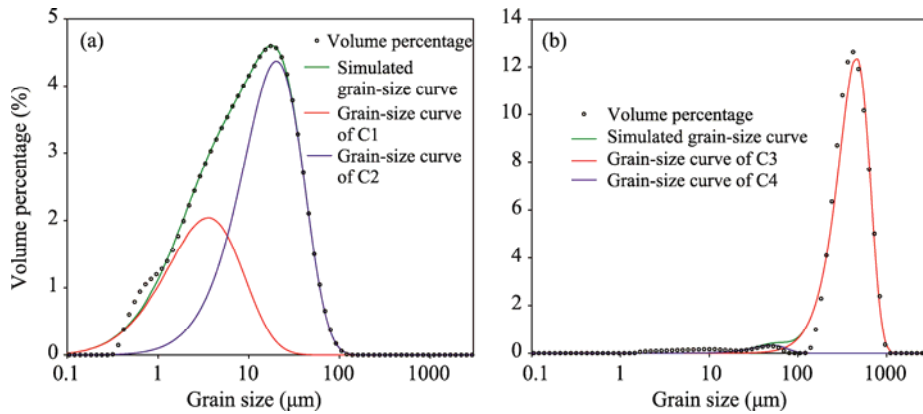 (a)
Volume percentage
Simulated
grain-size curve
Grain-size curve
of C1
Grain-size curve
of C2
Volume percentage (%)
5
4
3
2
1
0
0.1 1 10 100 1000
Grain size (μm)
(b)
Volume percentage
Simulated grain-size curve
Grain-size curve of C3
Grain-size curve of C4
14
12
10
8
6
4
2
0
0.1 1 10 100 1000
Grain size (μm)